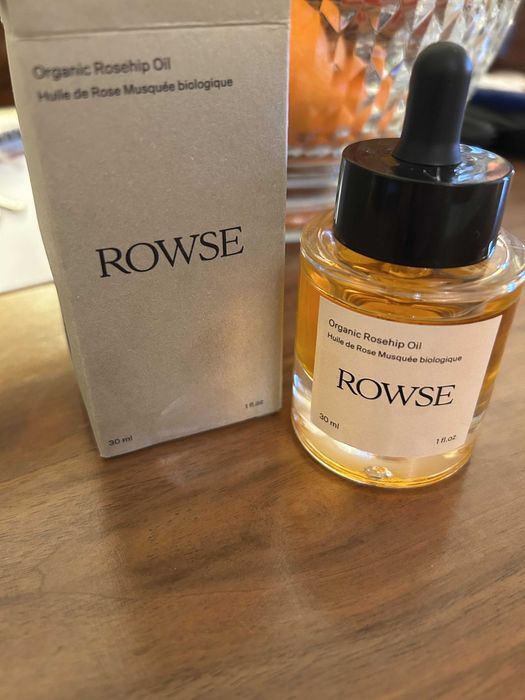 Organic Rosehip Oil
Huile de Rose Musquée biologique
ROWSE
30 ml
1 fl.oz
Organic Rosehip Oil
Huile de Rose Musquée biologique
ROWSE
30 ml
1 fl.oz